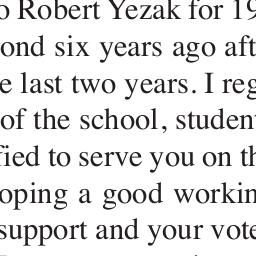 o Robert Yezak for 19
ond six years ago aft
e last two years. I reg
of the school, student
fied to serve you on th
oping a good workin
support and your vote